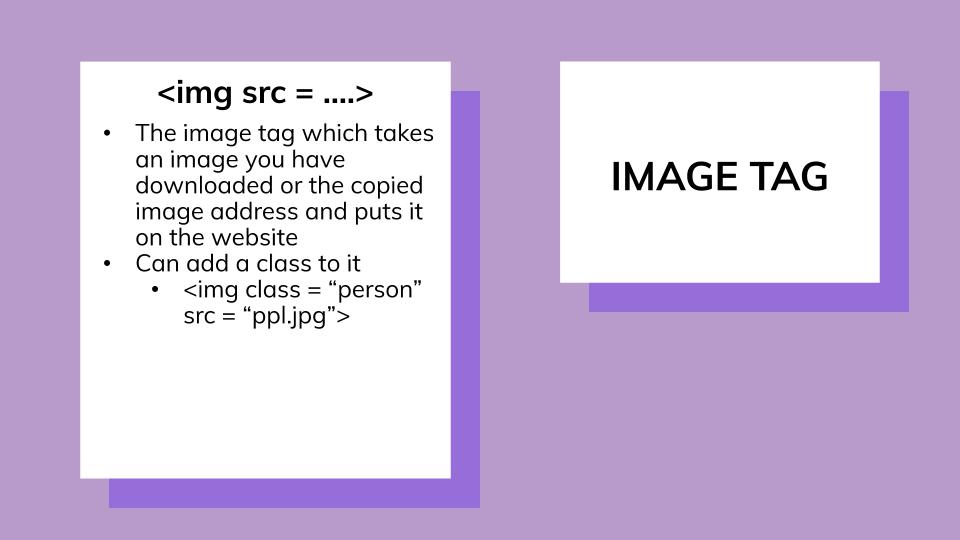 <img src = ....>
• The image tag which takes
an image you have
downloaded or the copied
image address and puts it
on the website
• Can add a class to it
• <img class = “person”
src = “ppl.jpg”>
IMAGE TAG